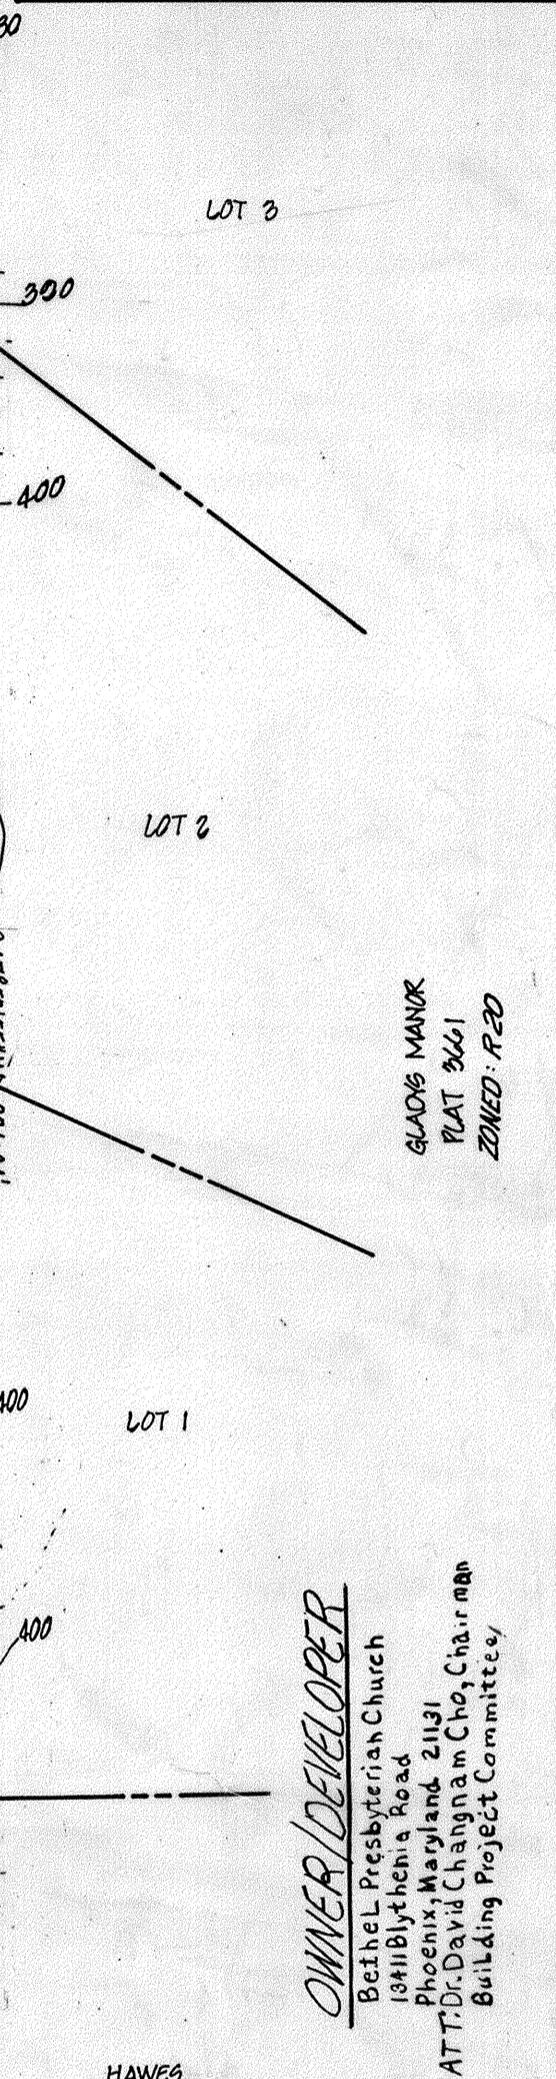 LOT 3
300
400
LOT 2
GLADYS MANOR
PLAT 3661
ZONED: R20
LOT 1
400
OWNER/DEVELOPER
BetheL Presbyterian Church
13411 Blythenia Road
Phoenix, Maryland 21131
ATT: Dr. David Changnam Cho, Chairman
Building Project Committee,
HAWES